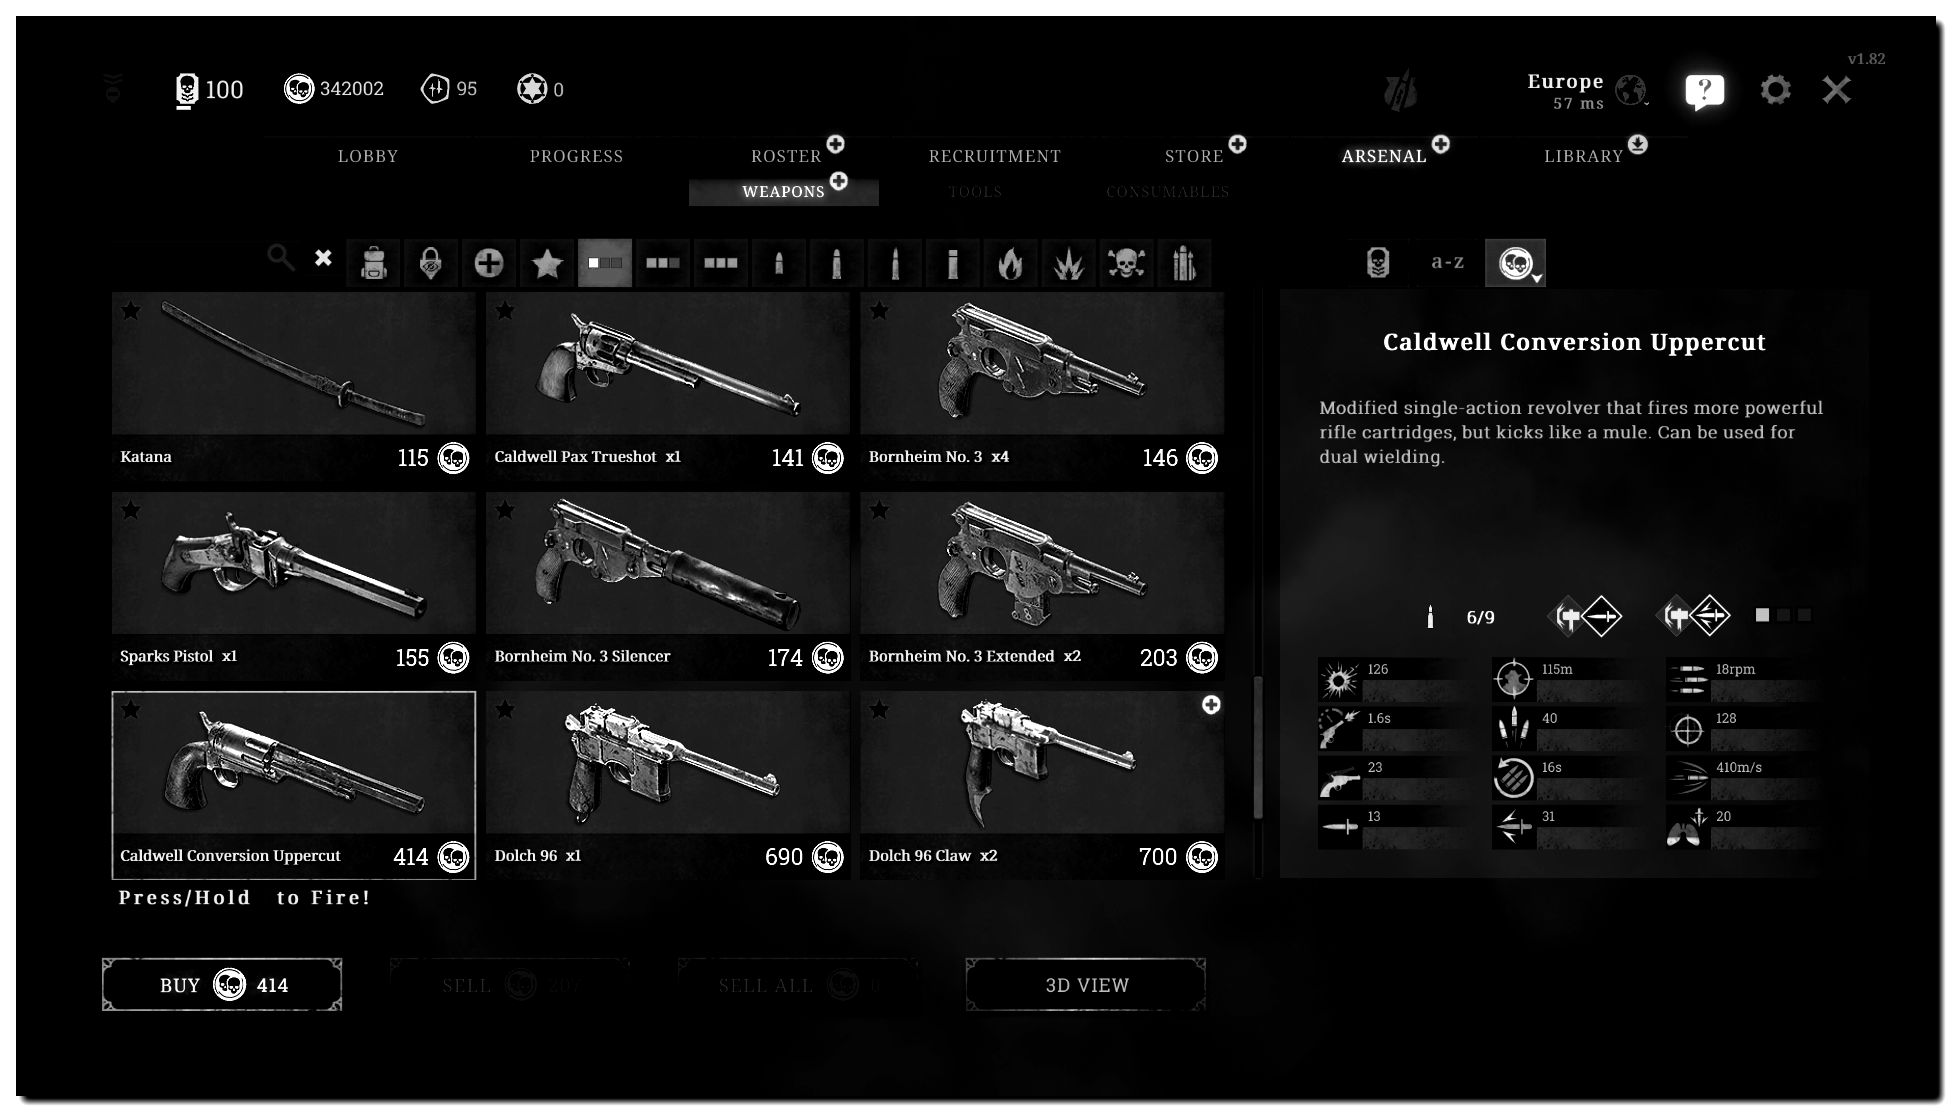 v1.82
100
342002
95
0
Europe
57 ms
?
LOBBY
PROGRESS
ROSTER
RECRUITMENT
STORE
ARSENAL
LIBRARY
WEAPONS
TOOLS
CONSUMABLES
a-z
Katana 115
Caldwell Pax Trueshot x1 141
Bornheim No. 3 x4 146
Sparks Pistol x1 155
Bornheim No. 3 Silencer 174
Bornheim No. 3 Extended x2 203
Caldwell Conversion Uppercut 414
Dolch 96 x1 690
Dolch 96 Claw x2 700
Press/Hold to Fire!
BUY 414
SELL 207
SELL ALL 0
3D VIEW
Caldwell Conversion Uppercut
Modified single-action revolver that fires more powerful
rifle cartridges, but kicks like a mule. Can be used for
dual wielding.
6/9
126
115m
18rpm
1.6s
40
128
23
16s
410m/s
13
31
20